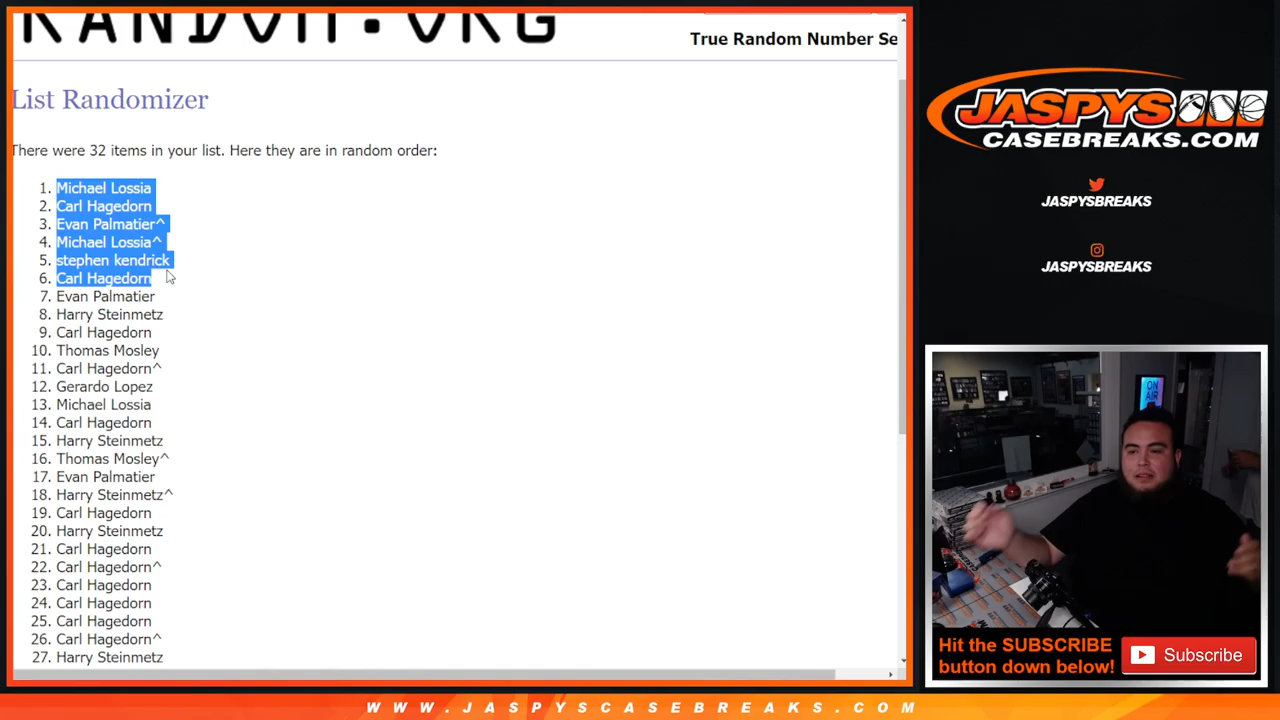 RANDOM.ORG
True Random Number Se
List Randomizer
There were 32 items in your list. Here they are in random order:
1. Michael Lossia
2. Carl Hagedorn
3. Evan Palmatier^
4. Michael Lossia^
5. stephen kendrick
6. Carl Hagedorn
7. Evan Palmatier
8. Harry Steinmetz
9. Carl Hagedorn
10. Thomas Mosley
11. Carl Hagedorn^
12. Gerardo Lopez
13. Michael Lossia
14. Carl Hagedorn
15. Harry Steinmetz
16. Thomas Mosley^
17. Evan Palmatier
18. Harry Steinmetz^
19. Carl Hagedorn
20. Harry Steinmetz
21. Carl Hagedorn
22. Carl Hagedorn^
23. Carl Hagedorn
24. Carl Hagedorn
25. Carl Hagedorn
26. Carl Hagedorn^
27. Harry Steinmetz
JASPYS
CASEBREAKS.COM
JASPYSBREAKS
JASPYSBREAKS
ON
AIR
Hit the SUBSCRIBE
button down below!
Subscribe
WWW.JASPYSCASEBREAKS.COM